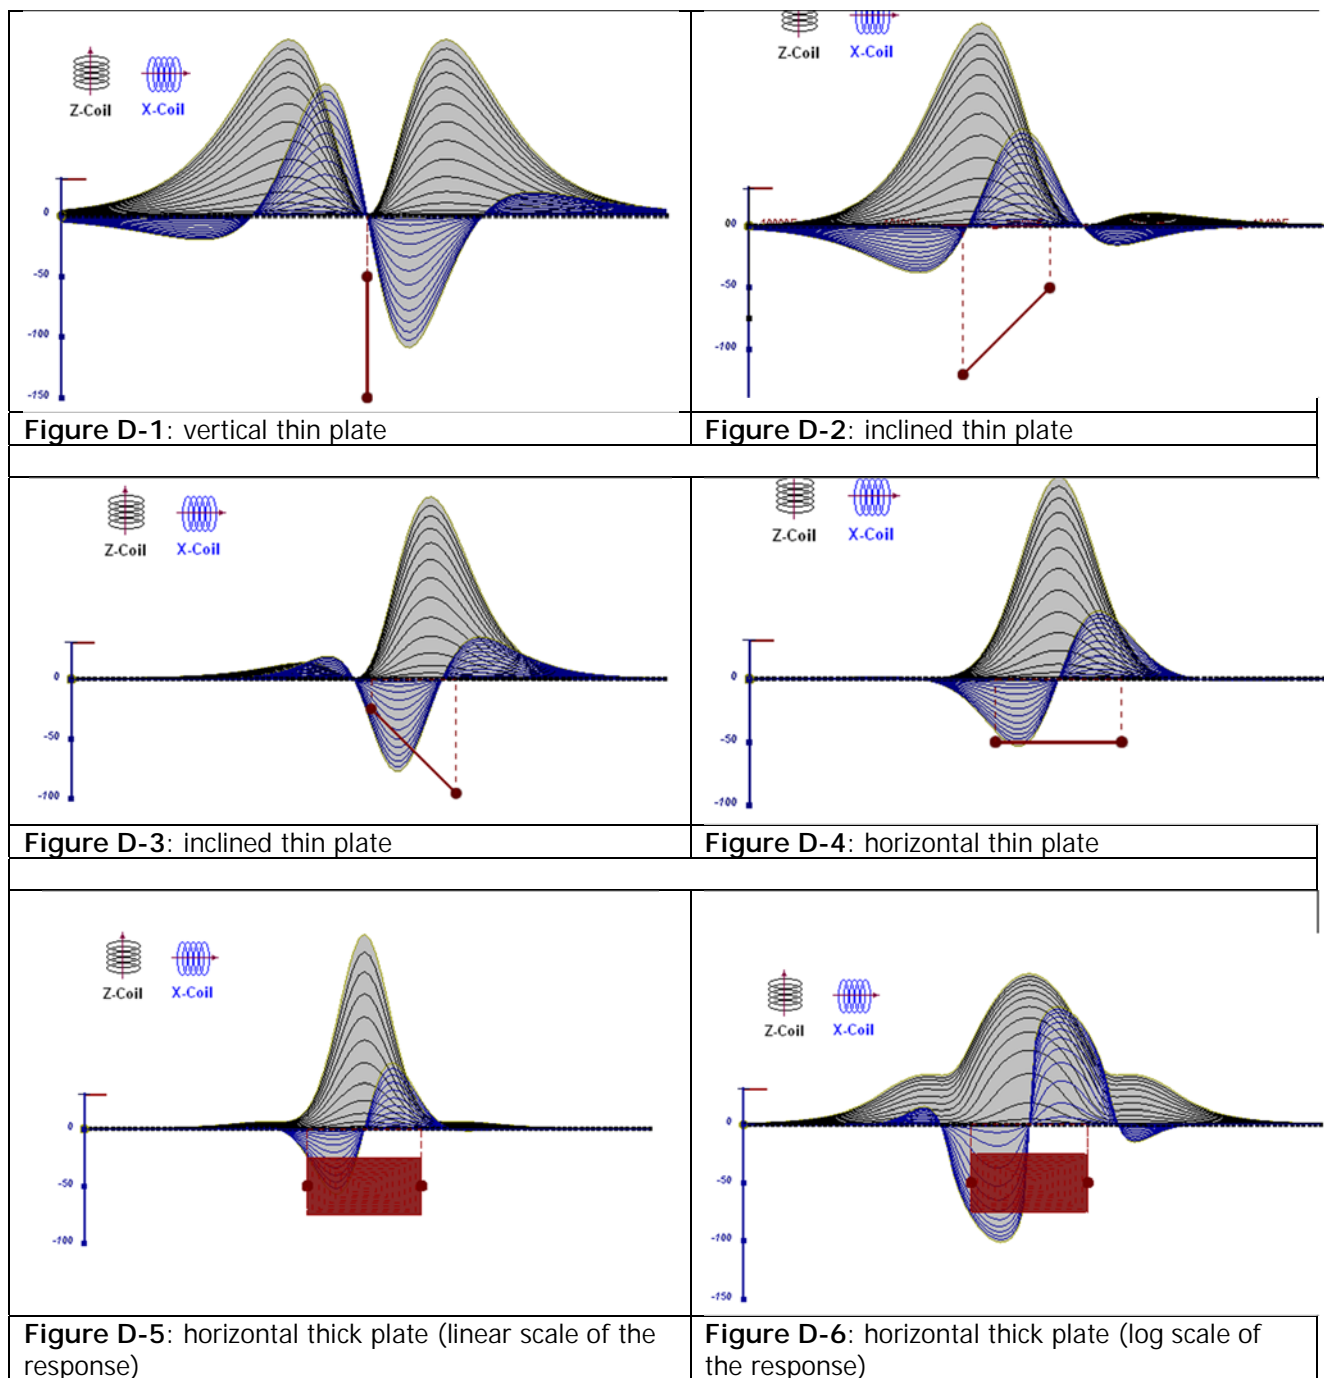 Z-Coil X-Coil
0
-50
-100
-150
Figure D-1: vertical thin plate
Z-Coil X-Coil
00
-50
-100
Figure D-2: inclined thin plate
Z-Coil X-Coil
0
-50
-100
Figure D-3: inclined thin plate
Z-Coil X-Coil
0
-50
-100
Figure D-4: horizontal thin plate
Z-Coil X-Coil
0
-50
-100
Figure D-5: horizontal thick plate (linear scale of the
response)
Z-Coil X-Coil
0
-50
-100
-150
Figure D-6: horizontal thick plate (log scale of
the response)